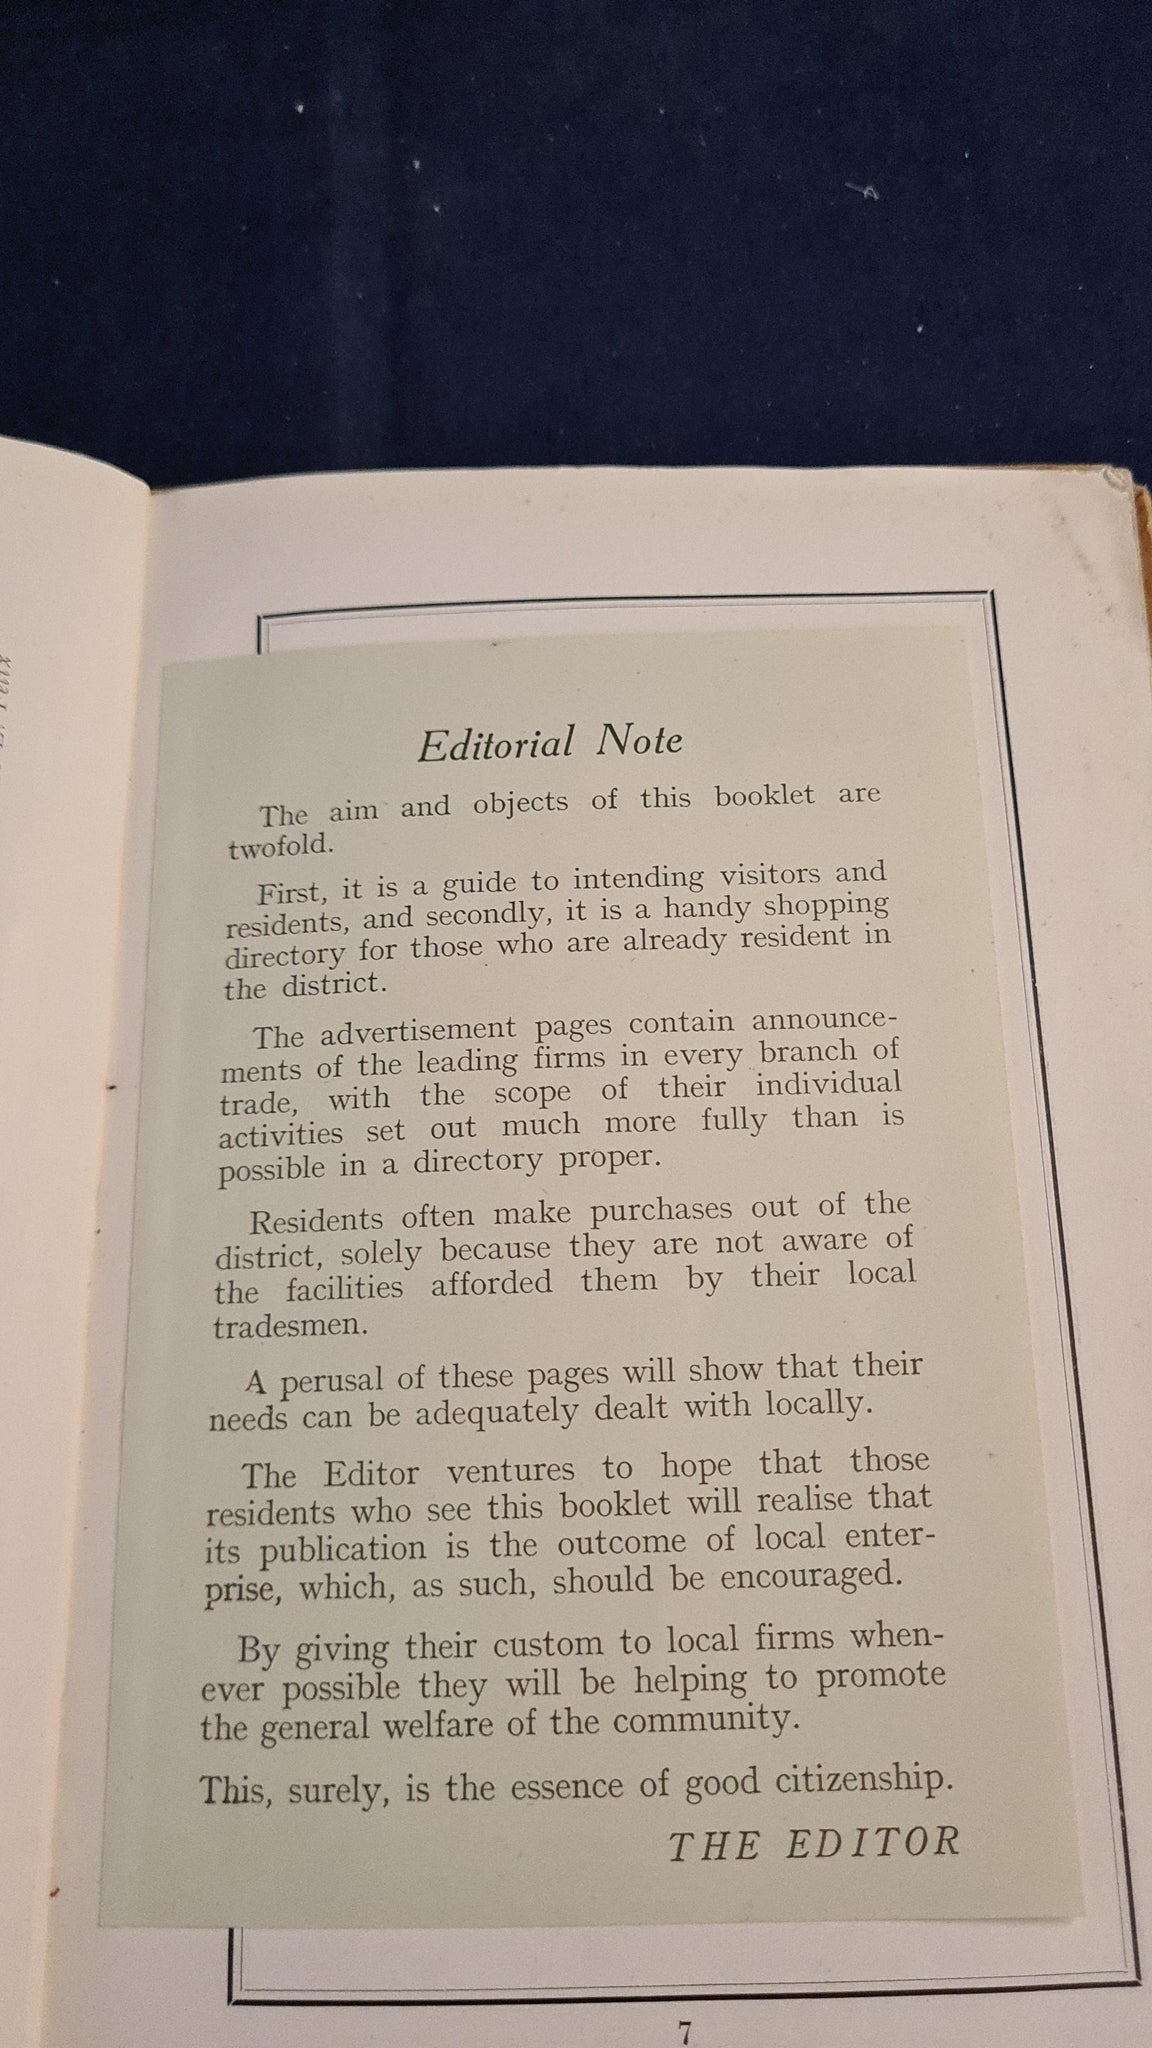 Editorial Note
The aim and objects of this booklet are
twofold.
First, it is a guide to intending visitors and
residents, and secondly, it is a handy shopping
directory for those who are already resident in
the district.
The advertisement pages contain announce-
ments of the leading firms in every branch of
trade, with the scope of their individual
activities set out much more fully than is
possible in a directory proper.
Residents often make purchases out of the
district, solely because they are not aware of
the facilities afforded them by their local
tradesmen.
A perusal of these pages will show that their
needs can be adequately dealt with locally.
The Editor ventures to hope that those
residents who see this booklet will realise that
its publication is the outcome of local enter-
prise, which, as such, should be encouraged.
By giving their custom to local firms when-
ever possible they will be helping to promote
the general welfare of the community.
This, surely, is the essence of good citizenship.
THE EDITOR
7